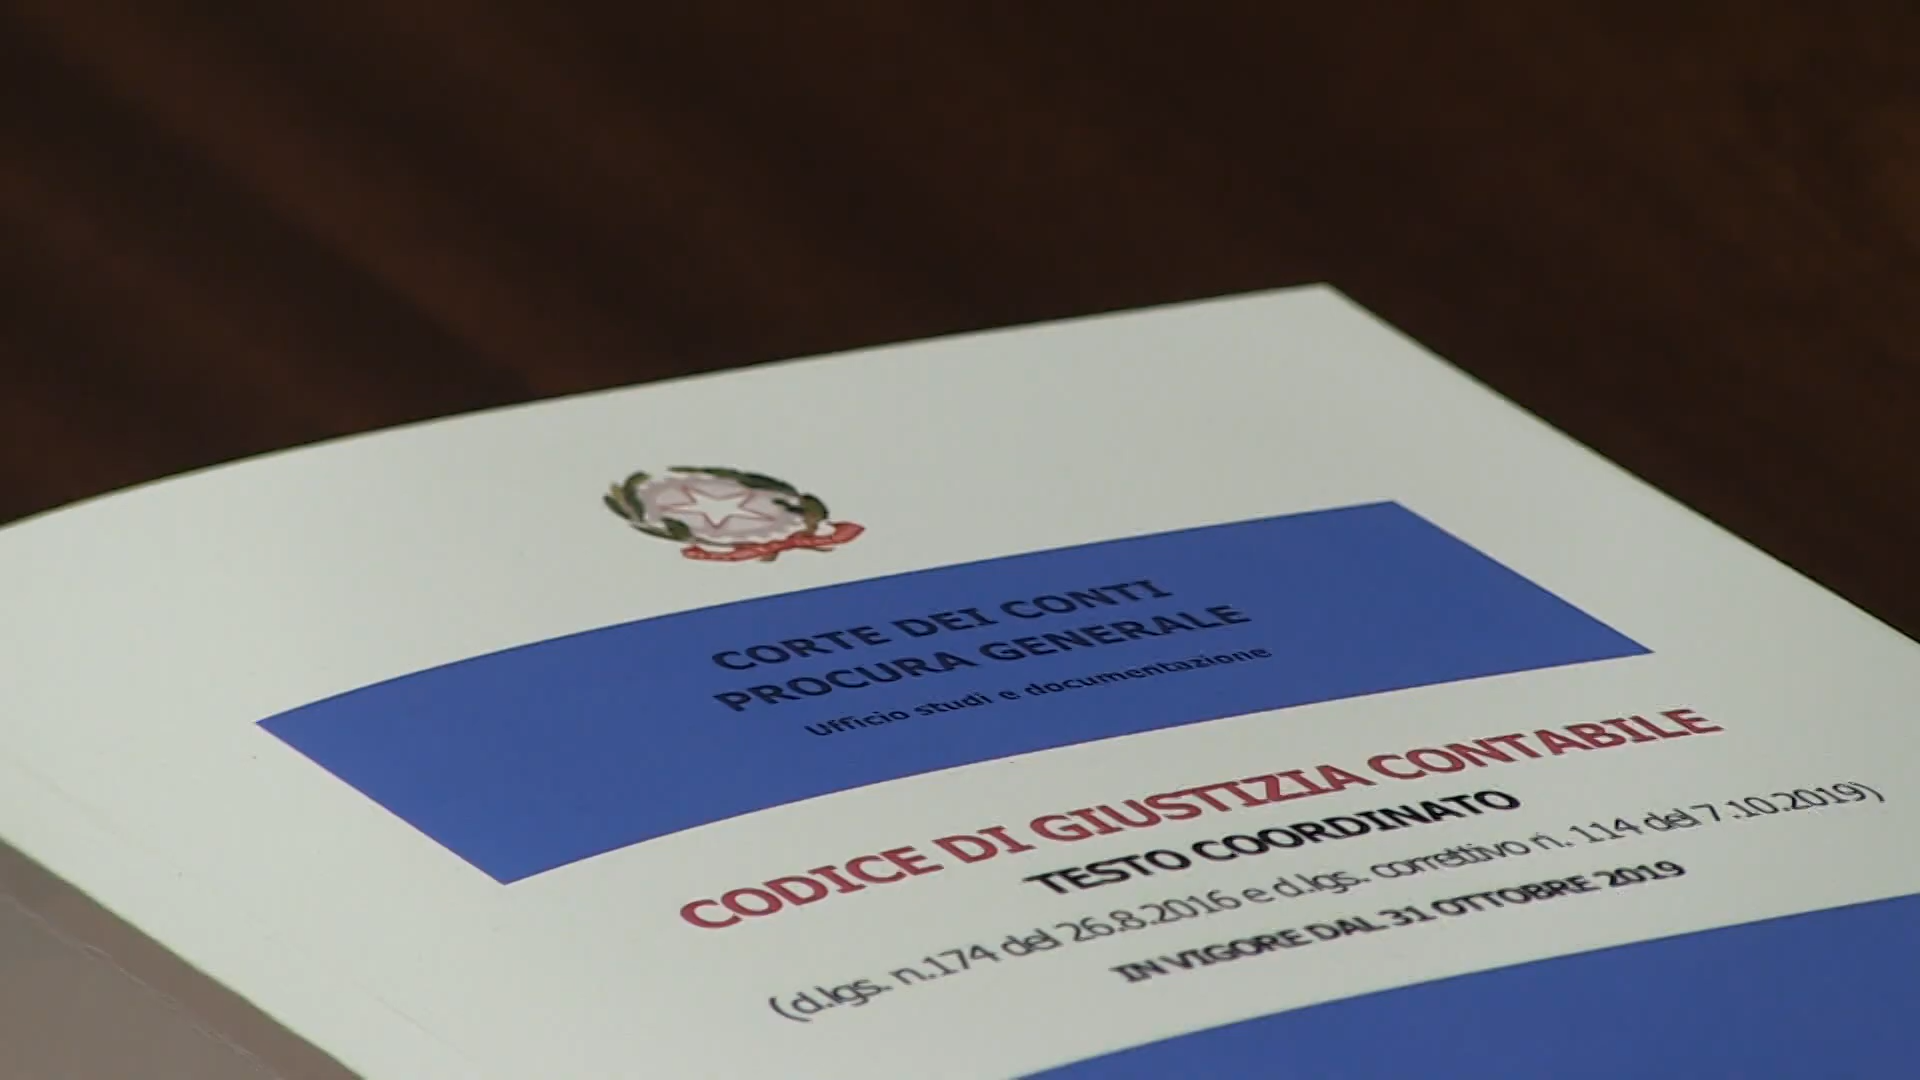 CORTE DEI CONTI
PROCURA GENERALE
Ufficio studi e documentazione
CODICE DI GIUSTIZIA CONTABILE
TESTO COORDINATO
(d.lgs. n.174 del 26.8.2016 e d.lgs. correttivo n. 114 del 7.10.2019)
IN VIGORE DAL 31 OTTOBRE 2019